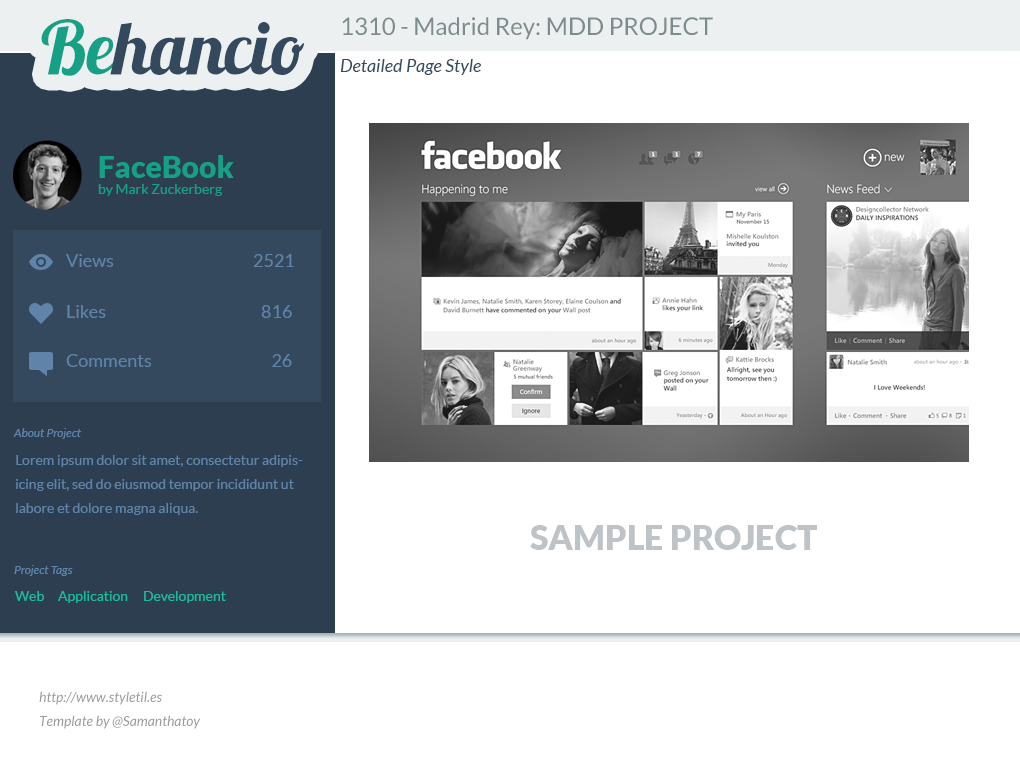 Behancio
1310 - Madrid Rey: MDD PROJECT
Detailed Page Style
FaceBook
by Mark Zuckerberg
Views 2521
Likes 816
Comments 26
About Project
Lorem ipsum dolor sit amet, consectetur adipis-
icing elit, sed do eiusmod tempor incididunt ut
labore et dolore magna aliqua.
Project Tags
Web Application Development
facebook
1 1 7
new
Happening to me
view all
News Feed
My Paris
November 15
Mishelle Koulston
invited you
Monday
Designcollector Network
DAILY INSPIRATIONS
Kevin James, Natalie Smith, Karen Storey, Elaine Coulson and
David Burnett have commented on your Wall post
about an hour ago
Annie Hahn
likes your link
6 minutes ago
Like · Comment · Share
Natalie
Greenway
5 mutual friends
Confirm
Ignore
Greg Jonson
posted on your
Wall
Yesterday ·
Kattie Brocks
Allright, see you
tomorrow then :)
About an Hour ago
Natalie Smith
about an hour ago ·
I Love Weekends!
Like · Comment · Share
5 8 1
SAMPLE PROJECT
http://www.styletil.es
Template by @Samanthatoy